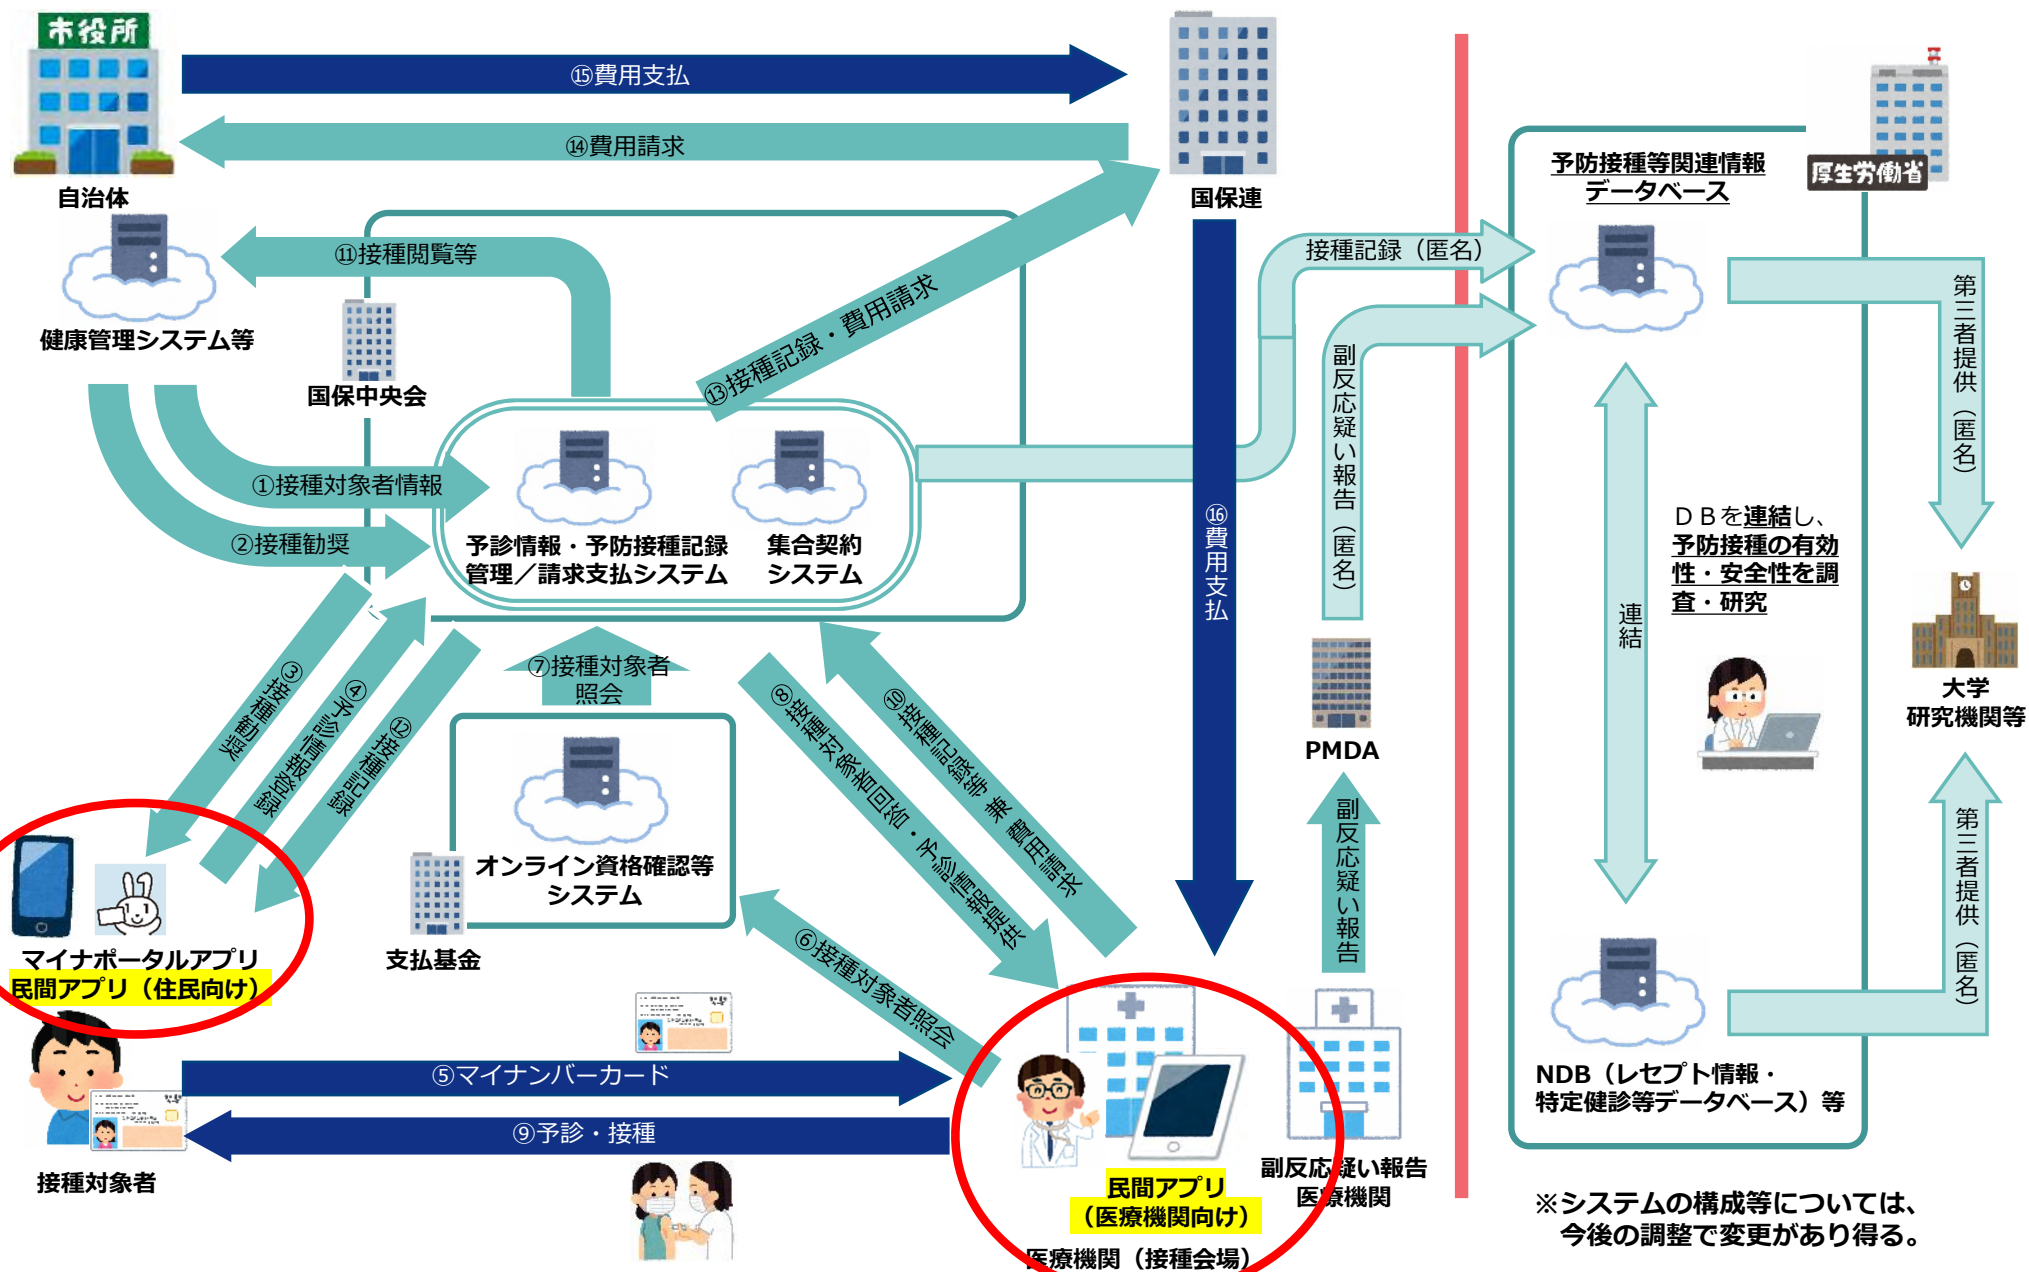 市役所
自治体
⑮費用支払
⑭費用請求
国保連
厚生労働省
予防接種等関連情報
データベース
健康管理システム等
⑪接種閲覧等
国保中央会
⑬接種記録・費用請求
接種記録（匿名）
副反応疑い報告（匿名）
第三者提供（匿名）
①接種対象者情報
②接種勧奨
予診情報・予防接種記録
管理／請求支払システム
集合契約
システム
⑯費用支払
連結
ＤＢを連結し、
予防接種の有効
性・安全性を調
査・研究
大学
研究機関等
③接種勧奨
④予診情報登録
⑫接種記録
⑦接種対象者
照会
⑧接種対象者回答・予診情報提供
⑩接種記録等 兼 費用請求
PMDA
副反応疑い報告
オンライン資格確認等
システム
支払基金
⑥接種対象者照会
第三者提供（匿名）
マイナポータルアプリ
民間アプリ（住民向け）
⑤マイナンバーカード
⑨予診・接種
接種対象者
民間アプリ
（医療機関向け）
医療機関（接種会場）
副反応疑い報告
医療機関
NDB（レセプト情報・
特定健診等データベース）等
※システムの構成等については、
今後の調整で変更があり得る。